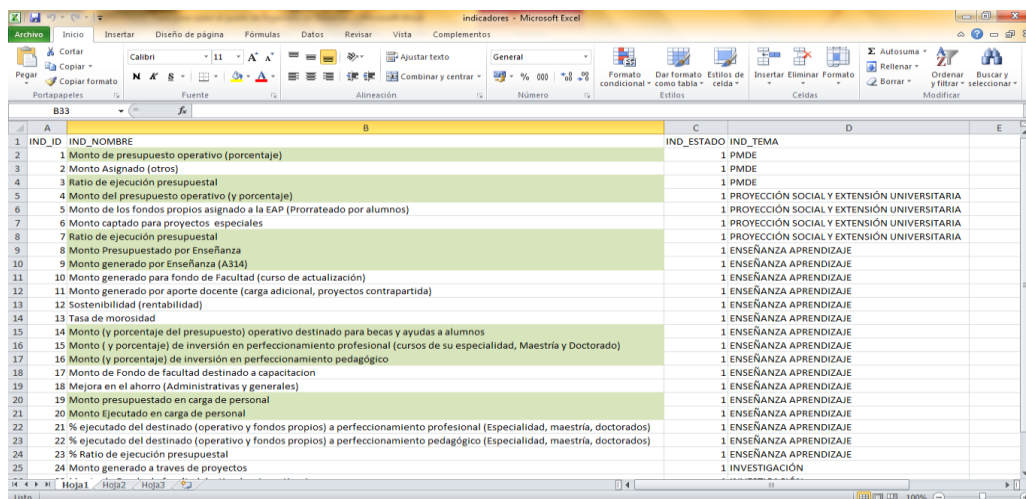 indicadores - Microsoft Excel
Archivo Inicio Insertar Diseño de página Fórmulas Datos Revisar Vista Complementos
Pegar
Cortar
Copiar
Copiar formato
Portapapeles
Calibri 11 A A
N K S
Fuente
Ajustar texto
Combinar y centrar
Alineación
General
% 000
Número
Formato condicional
Dar formato como tabla
Estilos de celda
Estilos
Insertar Eliminar Formato
Celdas
Σ Autosuma
Rellenar
Borrar
Ordenar y filtrar
Buscar y seleccionar
Modificar
B33 fx
A B C D E
1 IND_ID IND_NOMBRE IND_ESTADO IND_TEMA
2 1 Monto de presupuesto operativo (porcentaje) 1 PMDE
3 2 Monto Asignado (otros) 1 PMDE
4 3 Ratio de ejecución presupuestal 1 PMDE
5 4 Monto del presupuesto operativo (y porcentaje) 1 PROYECCIÓN SOCIAL Y EXTENSIÓN UNIVERSITARIA
6 5 Monto de los fondos propios asignado a la EAP (Prorrateado por alumnos) 1 PROYECCIÓN SOCIAL Y EXTENSIÓN UNIVERSITARIA
7 6 Monto captado para proyectos especiales 1 PROYECCIÓN SOCIAL Y EXTENSIÓN UNIVERSITARIA
8 7 Ratio de ejecución presupuestal 1 PROYECCIÓN SOCIAL Y EXTENSIÓN UNIVERSITARIA
9 8 Monto Presupuestado por Enseñanza 1 ENSEÑANZA APRENDIZAJE
10 9 Monto generado por Enseñanza (A314) 1 ENSEÑANZA APRENDIZAJE
11 10 Monto generado para fondo de Facultad (curso de actualización) 1 ENSEÑANZA APRENDIZAJE
12 11 Monto generado por aporte docente (carga adicional, proyectos contrapartida) 1 ENSEÑANZA APRENDIZAJE
13 12 Sostenibilidad (rentabilidad) 1 ENSEÑANZA APRENDIZAJE
14 13 Tasa de morosidad 1 ENSEÑANZA APRENDIZAJE
15 14 Monto (y porcentaje del presupuesto) operativo destinado para becas y ayudas a alumnos 1 ENSEÑANZA APRENDIZAJE
16 15 Monto ( y porcentaje) de inversión en perfeccionamiento profesional (cursos de su especialidad, Maestría y Doctorado) 1 ENSEÑANZA APRENDIZAJE
17 16 Monto (y porcentaje) de inversión en perfeccionamiento pedagógico 1 ENSEÑANZA APRENDIZAJE
18 17 Monto de Fondo de facultad destinado a capacitacion 1 ENSEÑANZA APRENDIZAJE
19 18 Mejora en el ahorro (Administrativas y generales) 1 ENSEÑANZA APRENDIZAJE
20 19 Monto presupuestado en carga de personal 1 ENSEÑANZA APRENDIZAJE
21 20 Monto Ejecutado en carga de personal 1 ENSEÑANZA APRENDIZAJE
22 21 % ejecutado del destinado (operativo y fondos propios) a perfeccionamiento profesional (Especialidad, maestría, doctorados) 1 ENSEÑANZA APRENDIZAJE
23 22 % ejecutado del destinado (operativo y fondos propios) a perfeccionamiento pedagógico (Especialidad, maestría, doctorados) 1 ENSEÑANZA APRENDIZAJE
24 23 % Ratio de ejecución presupuestal 1 ENSEÑANZA APRENDIZAJE
25 24 Monto generado a traves de proyectos 1 INVESTIGACIÓN
Hoja1 Hoja2 Hoja3
Listo 100%